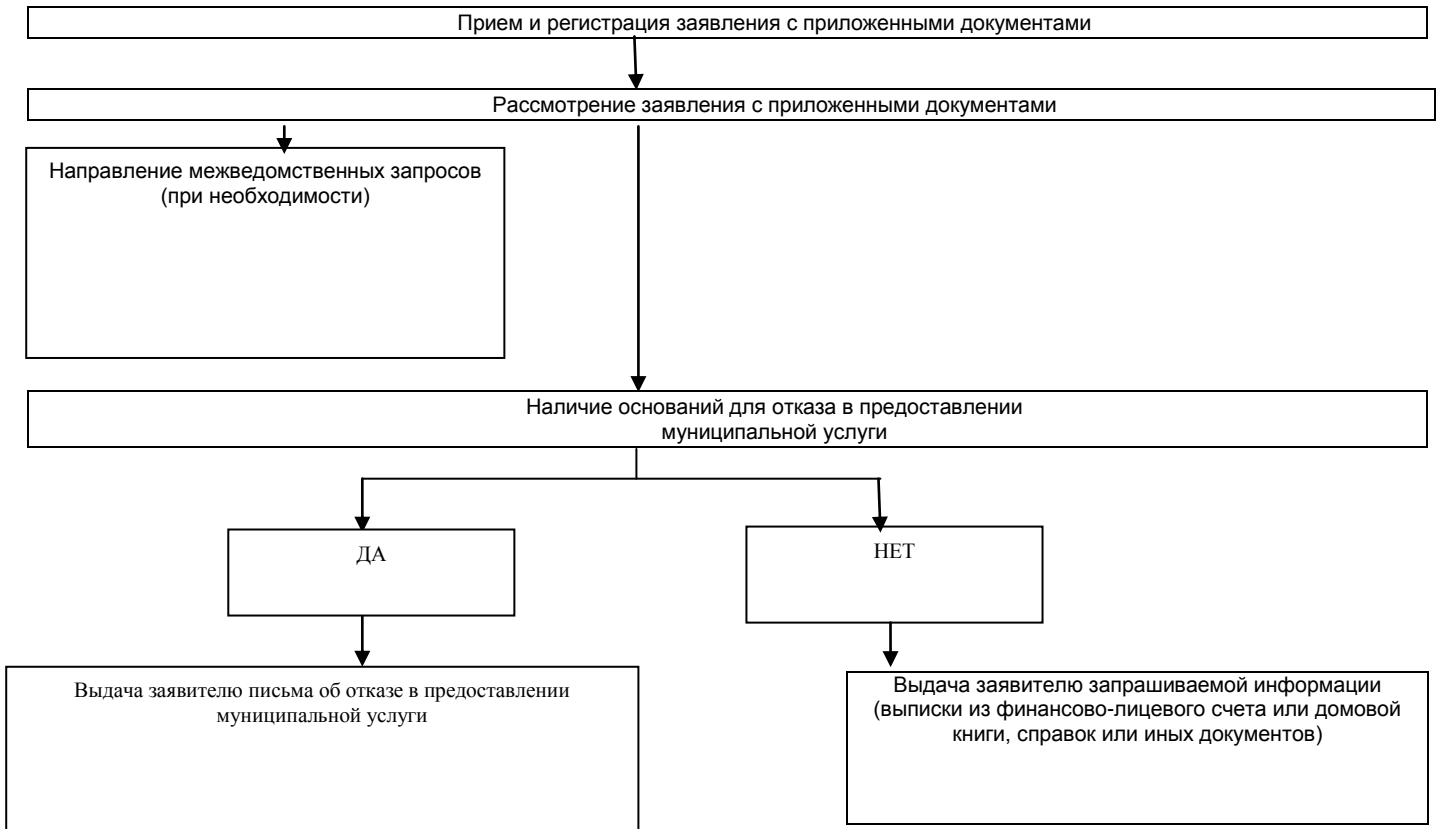 Прием и регистрация заявления с приложенными документами
Рассмотрение заявления с приложенными документами
Направление межведомственных запросов
(при необходимости)
Наличие оснований для отказа в предоставлении
муниципальной услуги
ДА
НЕТ
Выдача заявителю письма об отказе в предоставлении
муниципальной услуги
Выдача заявителю запрашиваемой информации
(выписки из финансово-лицевого счета или домовой
книги, справок или иных документов)